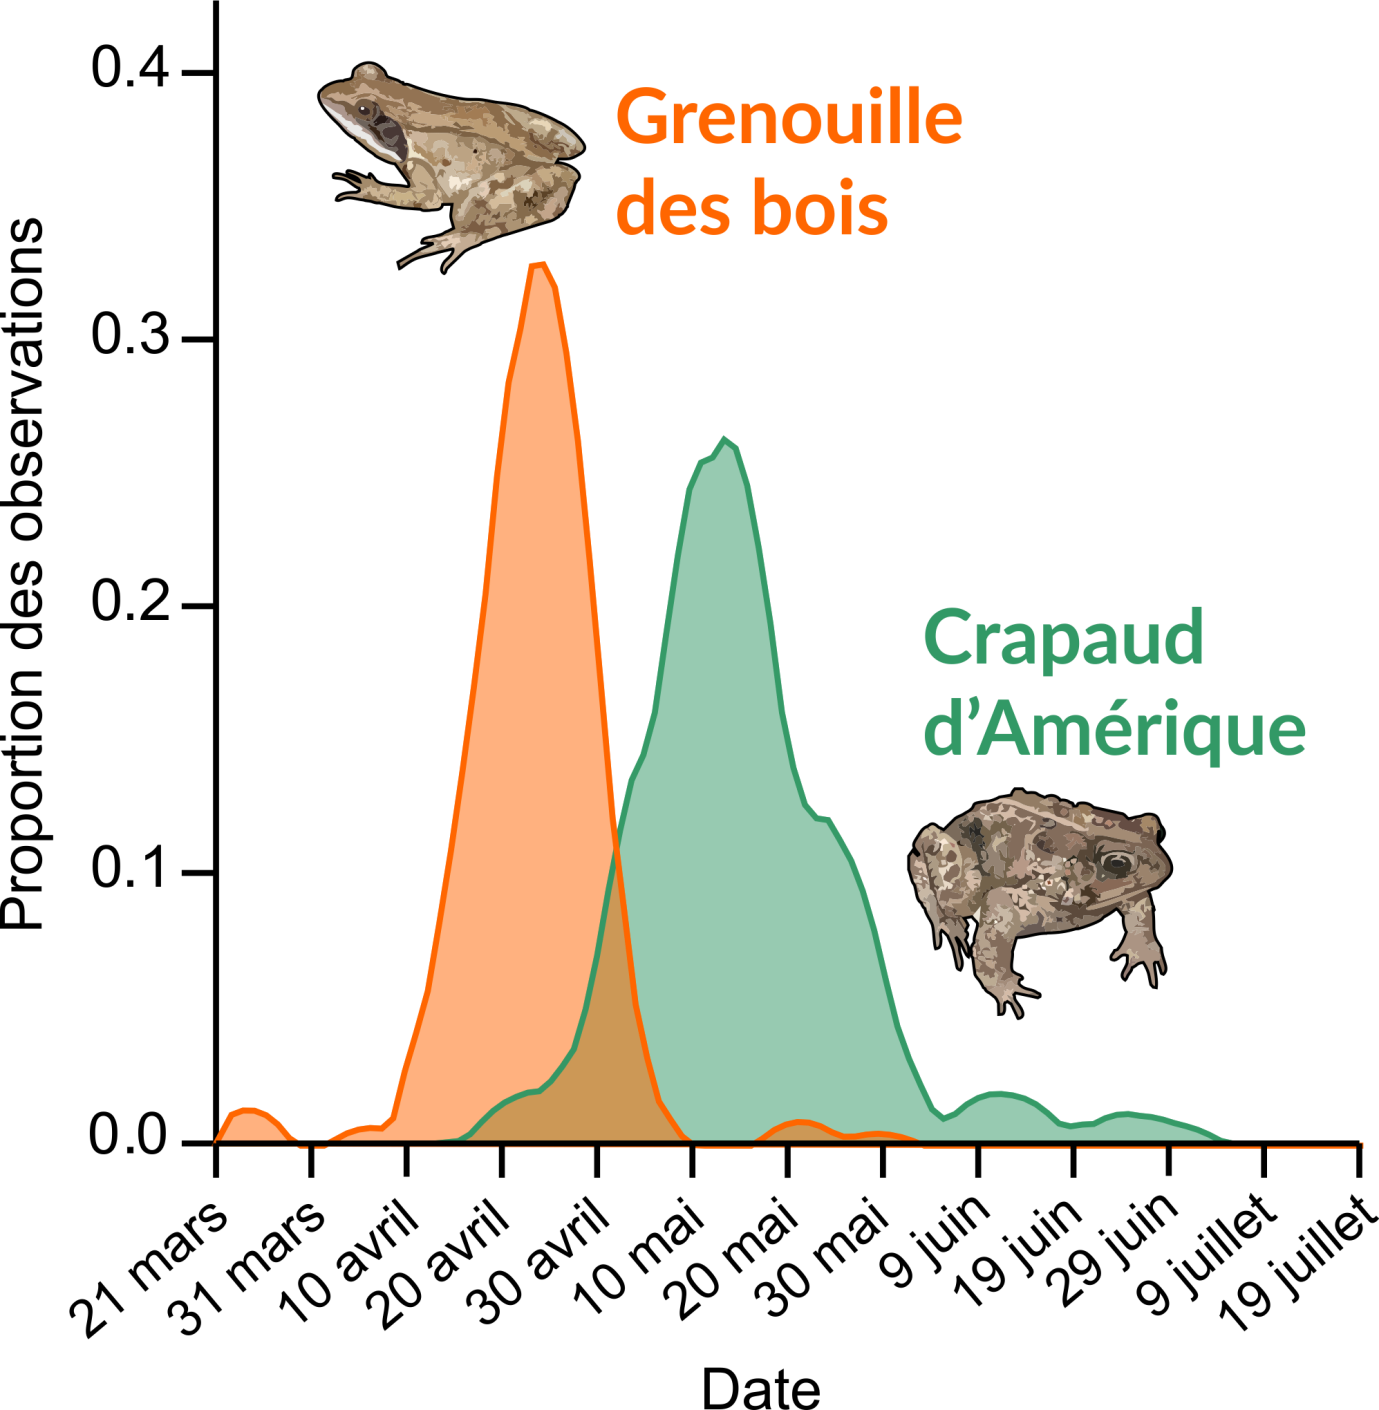 Proportion des observations
0.4
0.3
0.2
0.1
0.0
Grenouille
des bois
Crapaud
d’Amérique
21 mars
31 mars
10 avril
20 avril
30 avril
10 mai
20 mai
30 mai
9 juin
19 juin
29 juin
9 juillet
19 juillet
Date